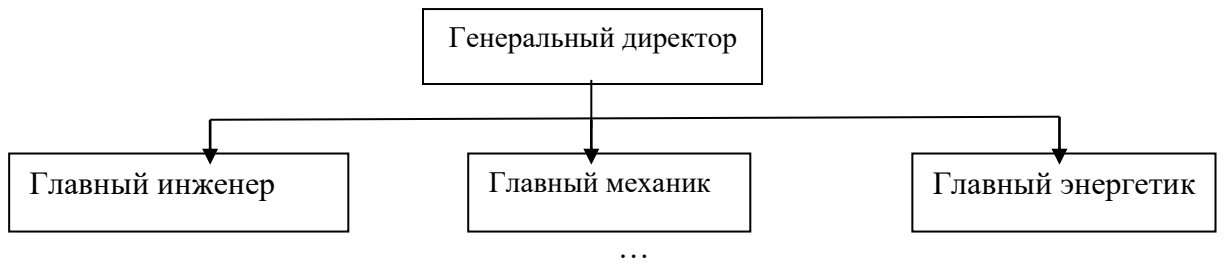 Генеральный директор
Главный инженер
Главный механик
Главный энергетик
…